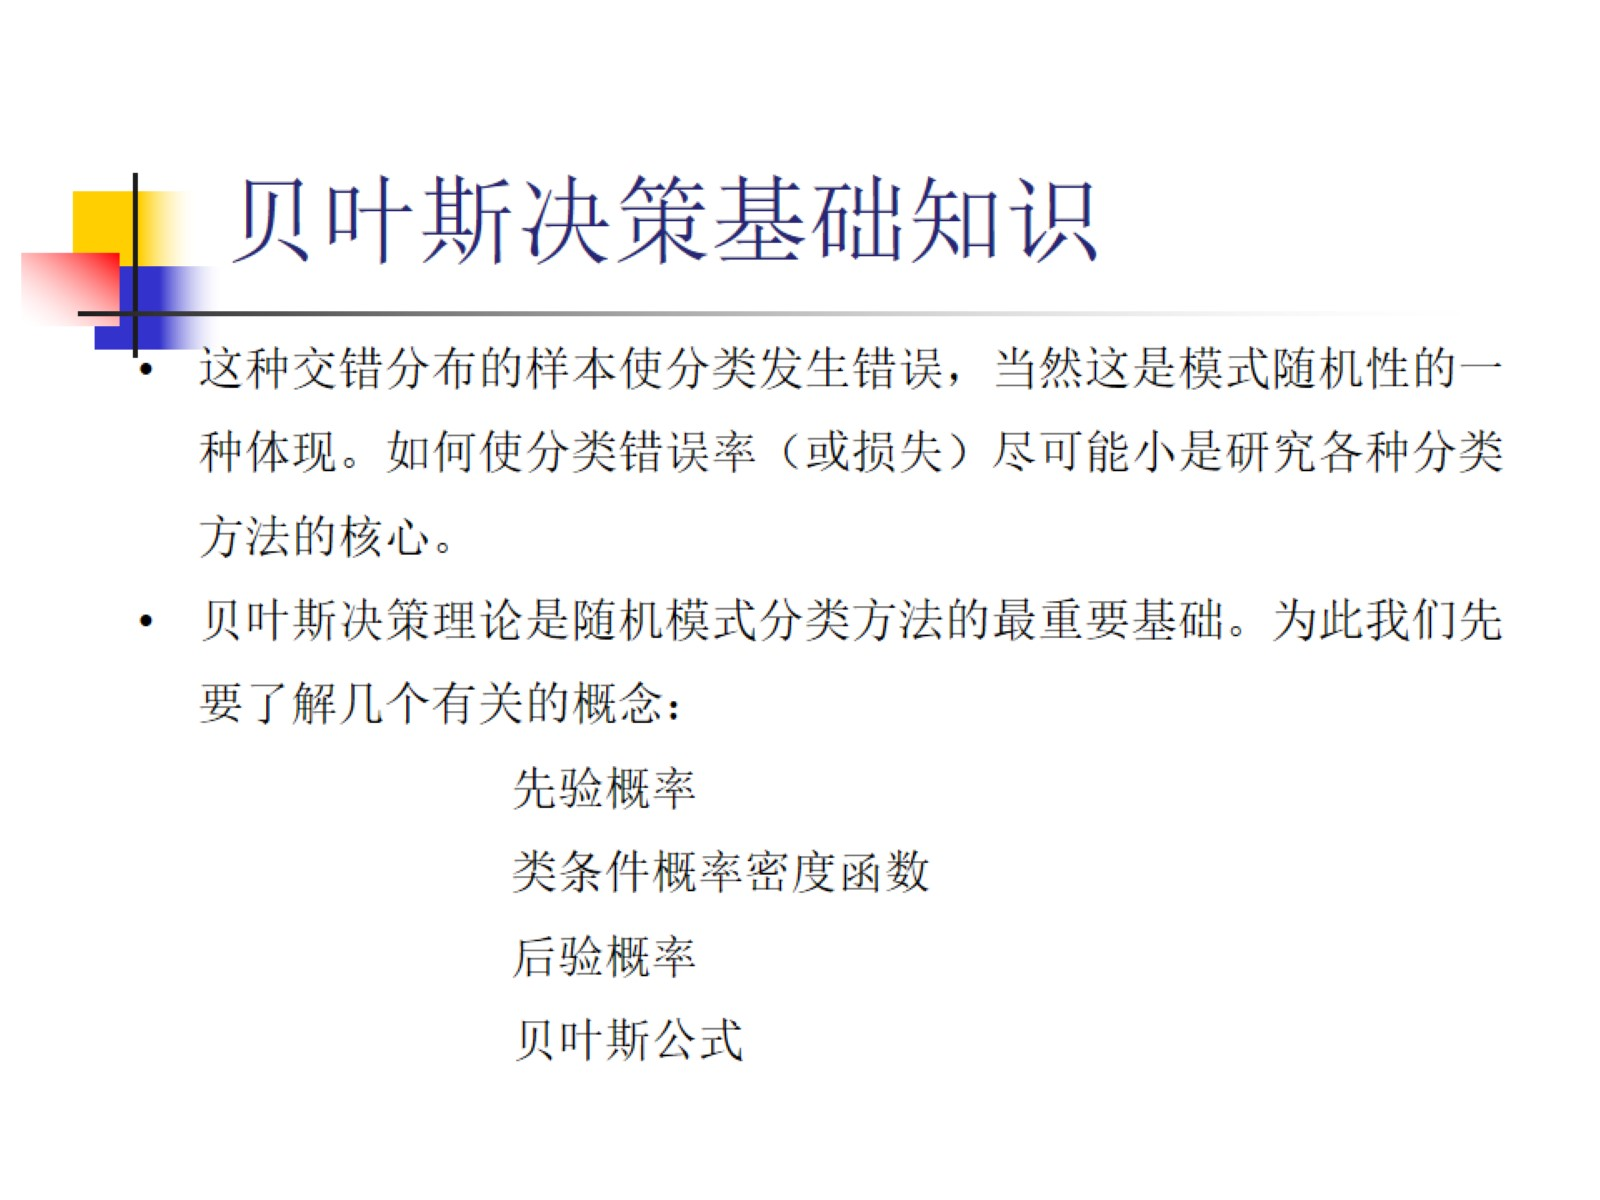 贝叶斯决策基础知识
• 这种交错分布的样本使分类发生错误，当然这是模式随机性的一
种体现。如何使分类错误率（或损失）尽可能小是研究各种分类
方法的核心。
• 贝叶斯决策理论是随机模式分类方法的最重要基础。为此我们先
要了解几个有关的概念：
先验概率
类条件概率密度函数
后验概率
贝叶斯公式